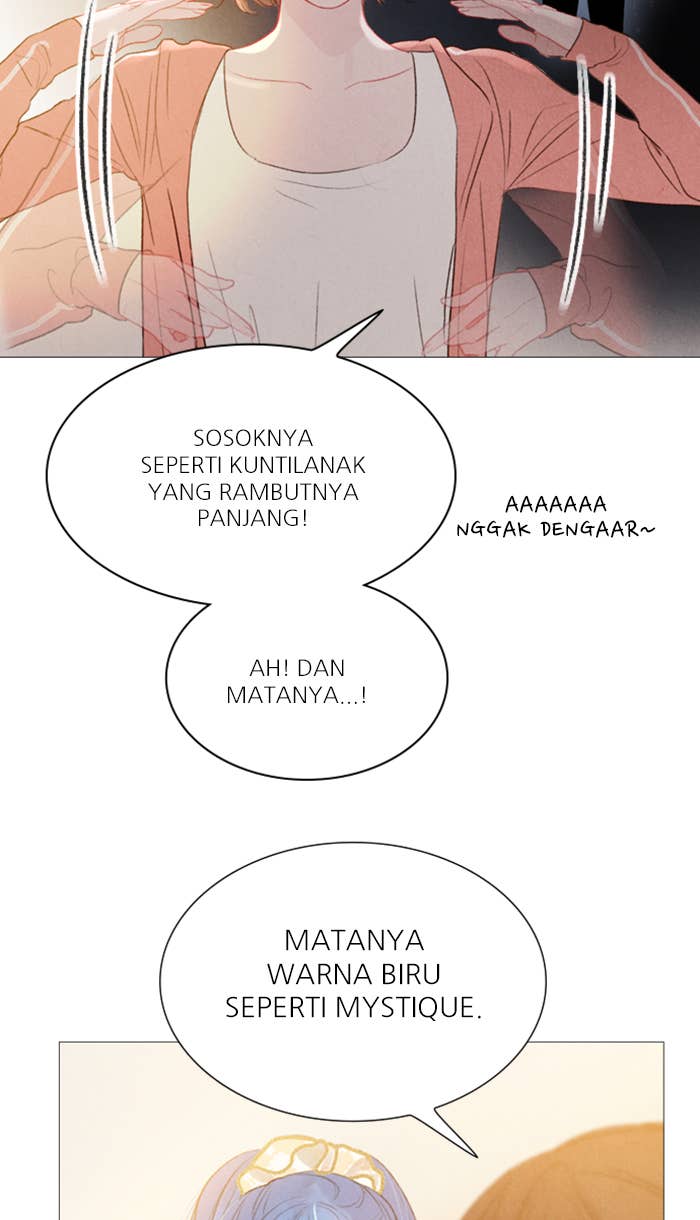 SOSOKNYA
SEPERTI KUNTILANAK
YANG RAMBUTNYA
PANJANG!
AAAAAAA
NGGAK DENGAAR~
AH! DAN
MATANYA...!
MATANYA
WARNA BIRU
SEPERTI MYSTIQUE.